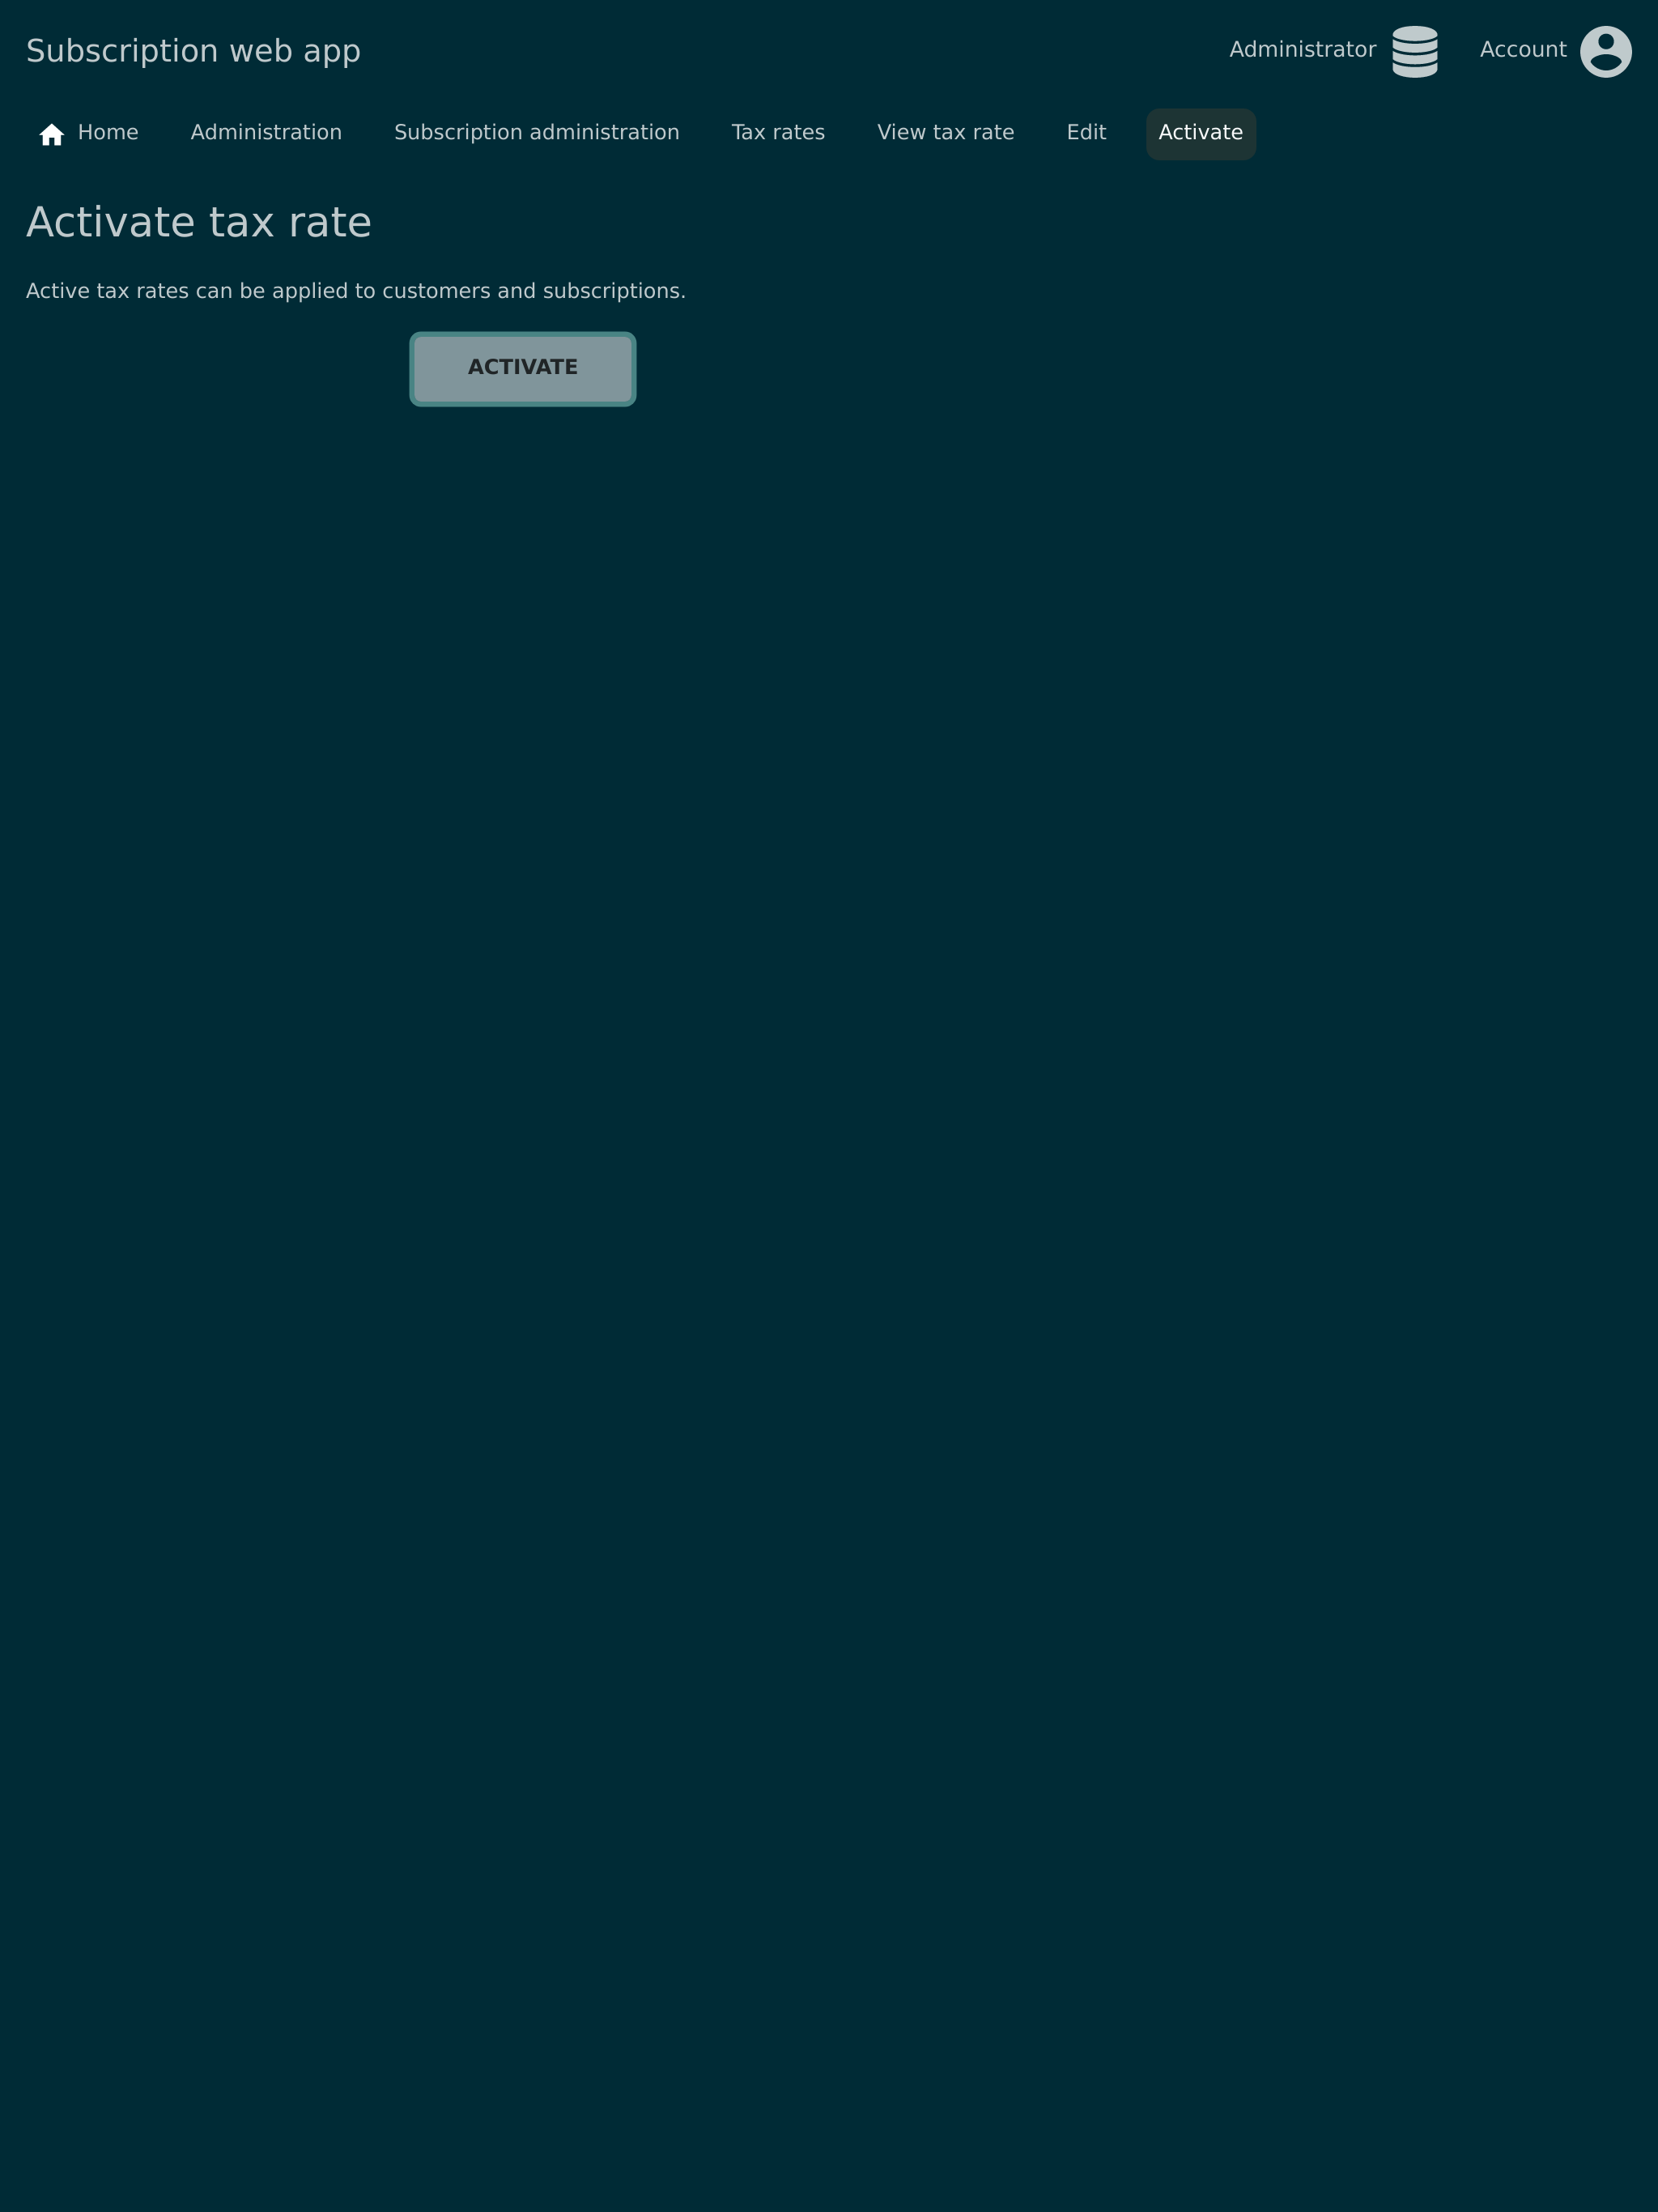 Subscription web app
Administrator
Account
Home
Administration
Subscription administration
Tax rates
View tax rate
Edit
Activate
Activate tax rate
Active tax rates can be applied to customers and subscriptions.
ACTIVATE